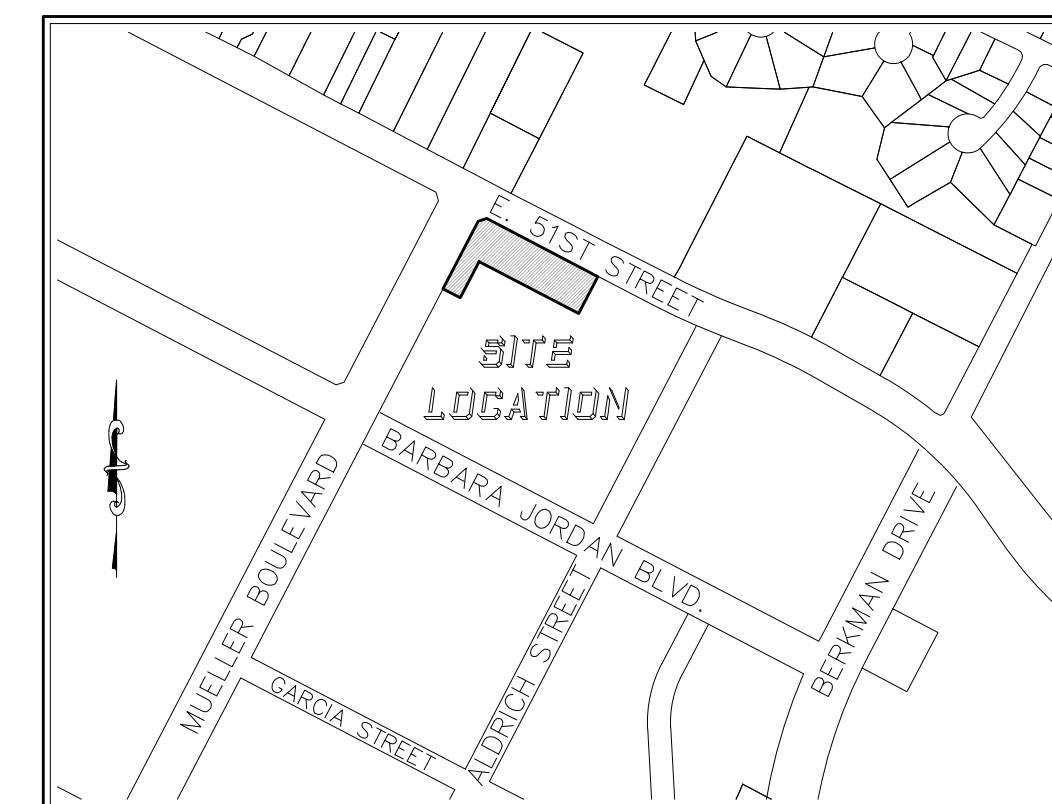 E. 51ST STREET
SITE
LOCATION
BARBARA JORDAN BLVD.
MUELLER BOULEVARD
BERKMAN DRIVE
ALDRICH STREET
GARCIA STREET